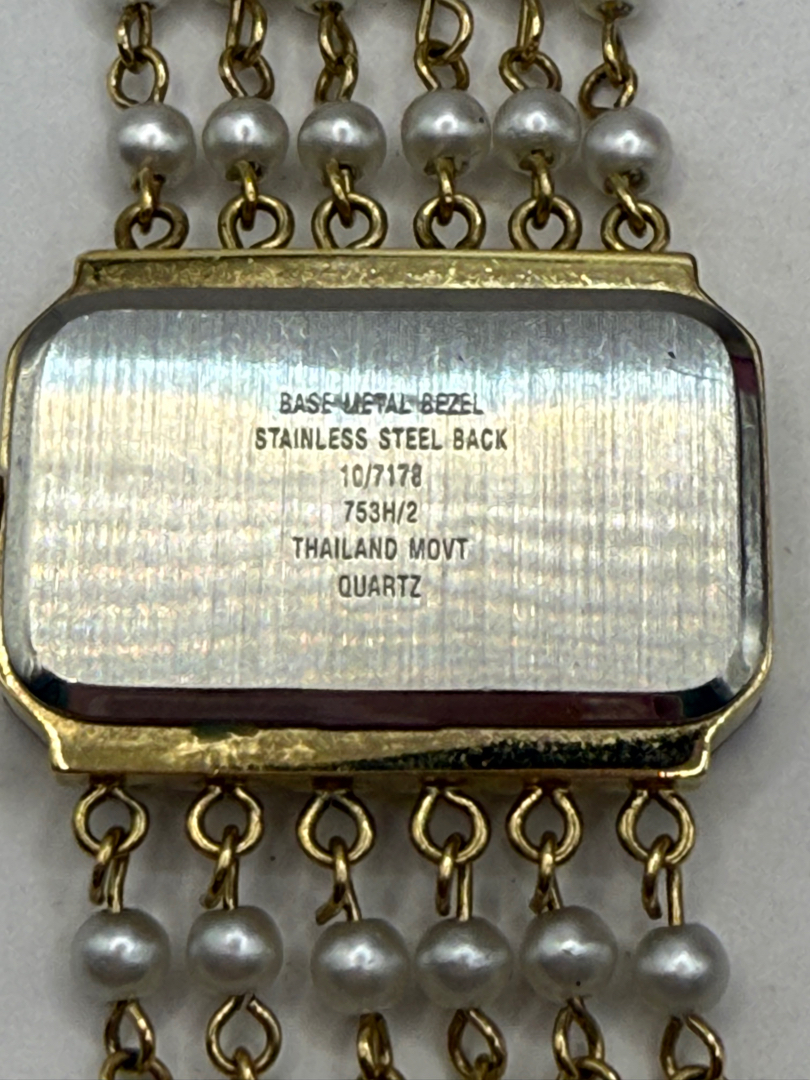 BASE METAL BEZEL
STAINLESS STEEL BACK
10/7178
753H/2
THAILAND MOVT
QUARTZ